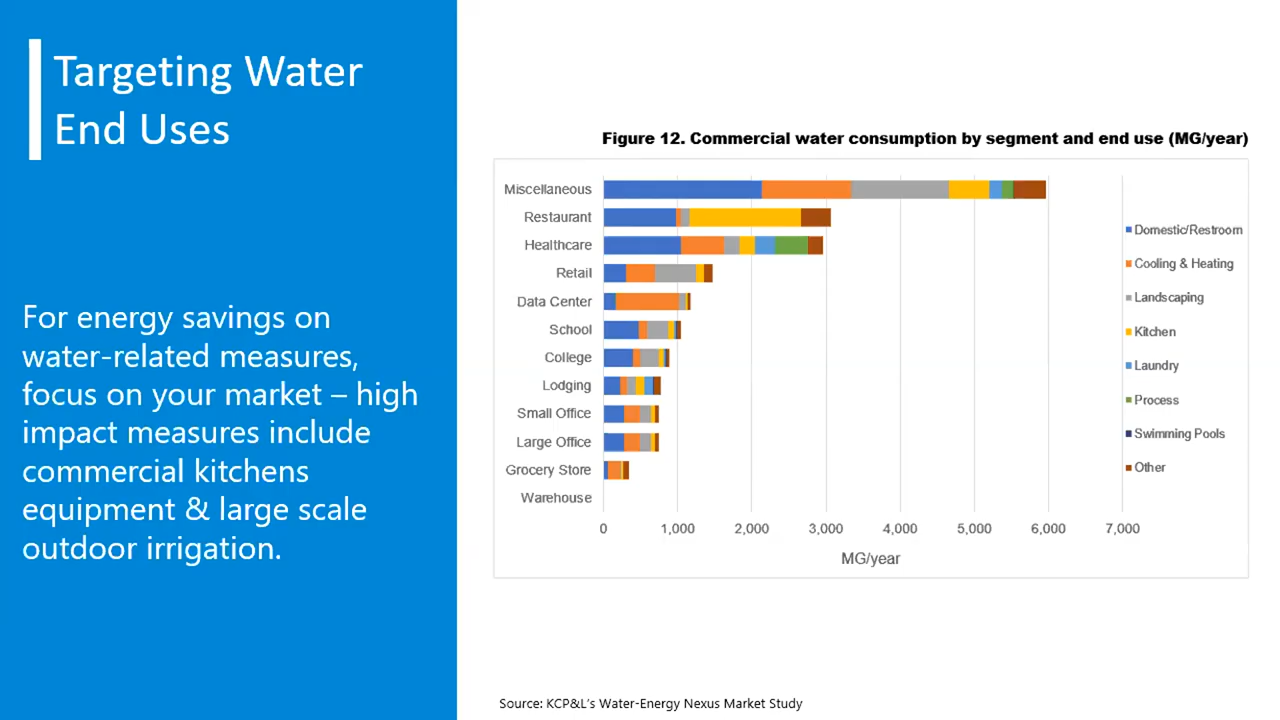 Targeting Water
End Uses
For energy savings on
water-related measures,
focus on your market – high
impact measures include
commercial kitchens
equipment & large scale
outdoor irrigation.
Figure 12. Commercial water consumption by segment and end use (MG/year)
Miscellaneous
Restaurant
Healthcare
Retail
Data Center
School
College
Lodging
Small Office
Large Office
Grocery Store
Warehouse
0 1,000 2,000 3,000 4,000 5,000 6,000 7,000
MG/year
Domestic/Restroom
Cooling & Heating
Landscaping
Kitchen
Laundry
Process
Swimming Pools
Other
Source: KCP&L's Water-Energy Nexus Market Study